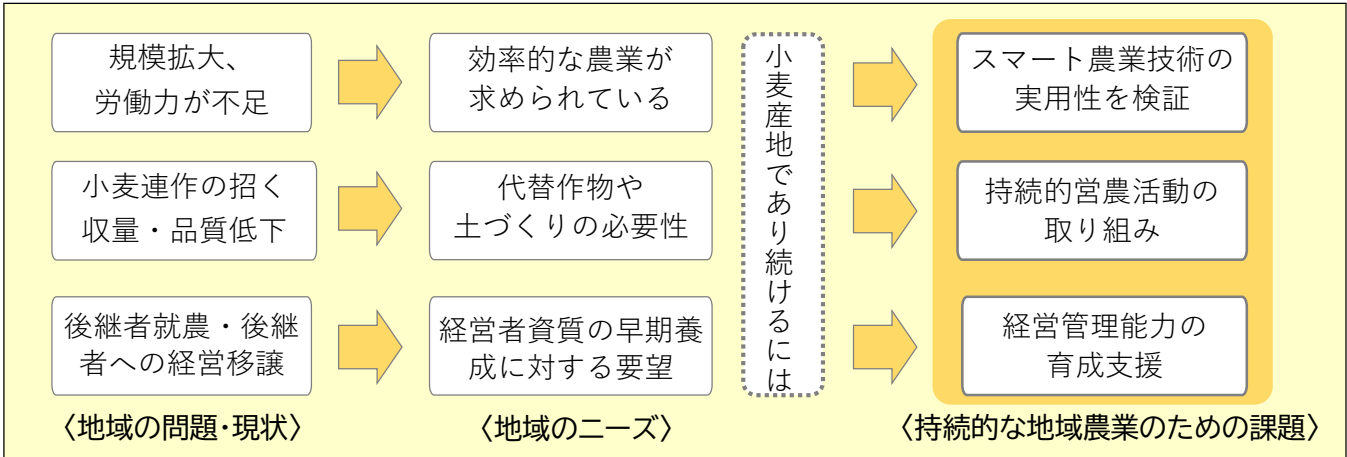 規模拡大、
労働力が不足
効率的な農業が
求められている
スマート農業技術の
実用性を検証
小麦連作の招く
収量・品質低下
代替作物や
土づくりの必要性
小麦産地であり続けるには
持続的営農活動の
取り組み
後継者就農・後継
者への経営移譲
経営者資質の早期養
成に対する要望
経営管理能力の
育成支援
〈地域の問題・現状〉
〈地域のニーズ〉
〈持続的な地域農業のための課題〉